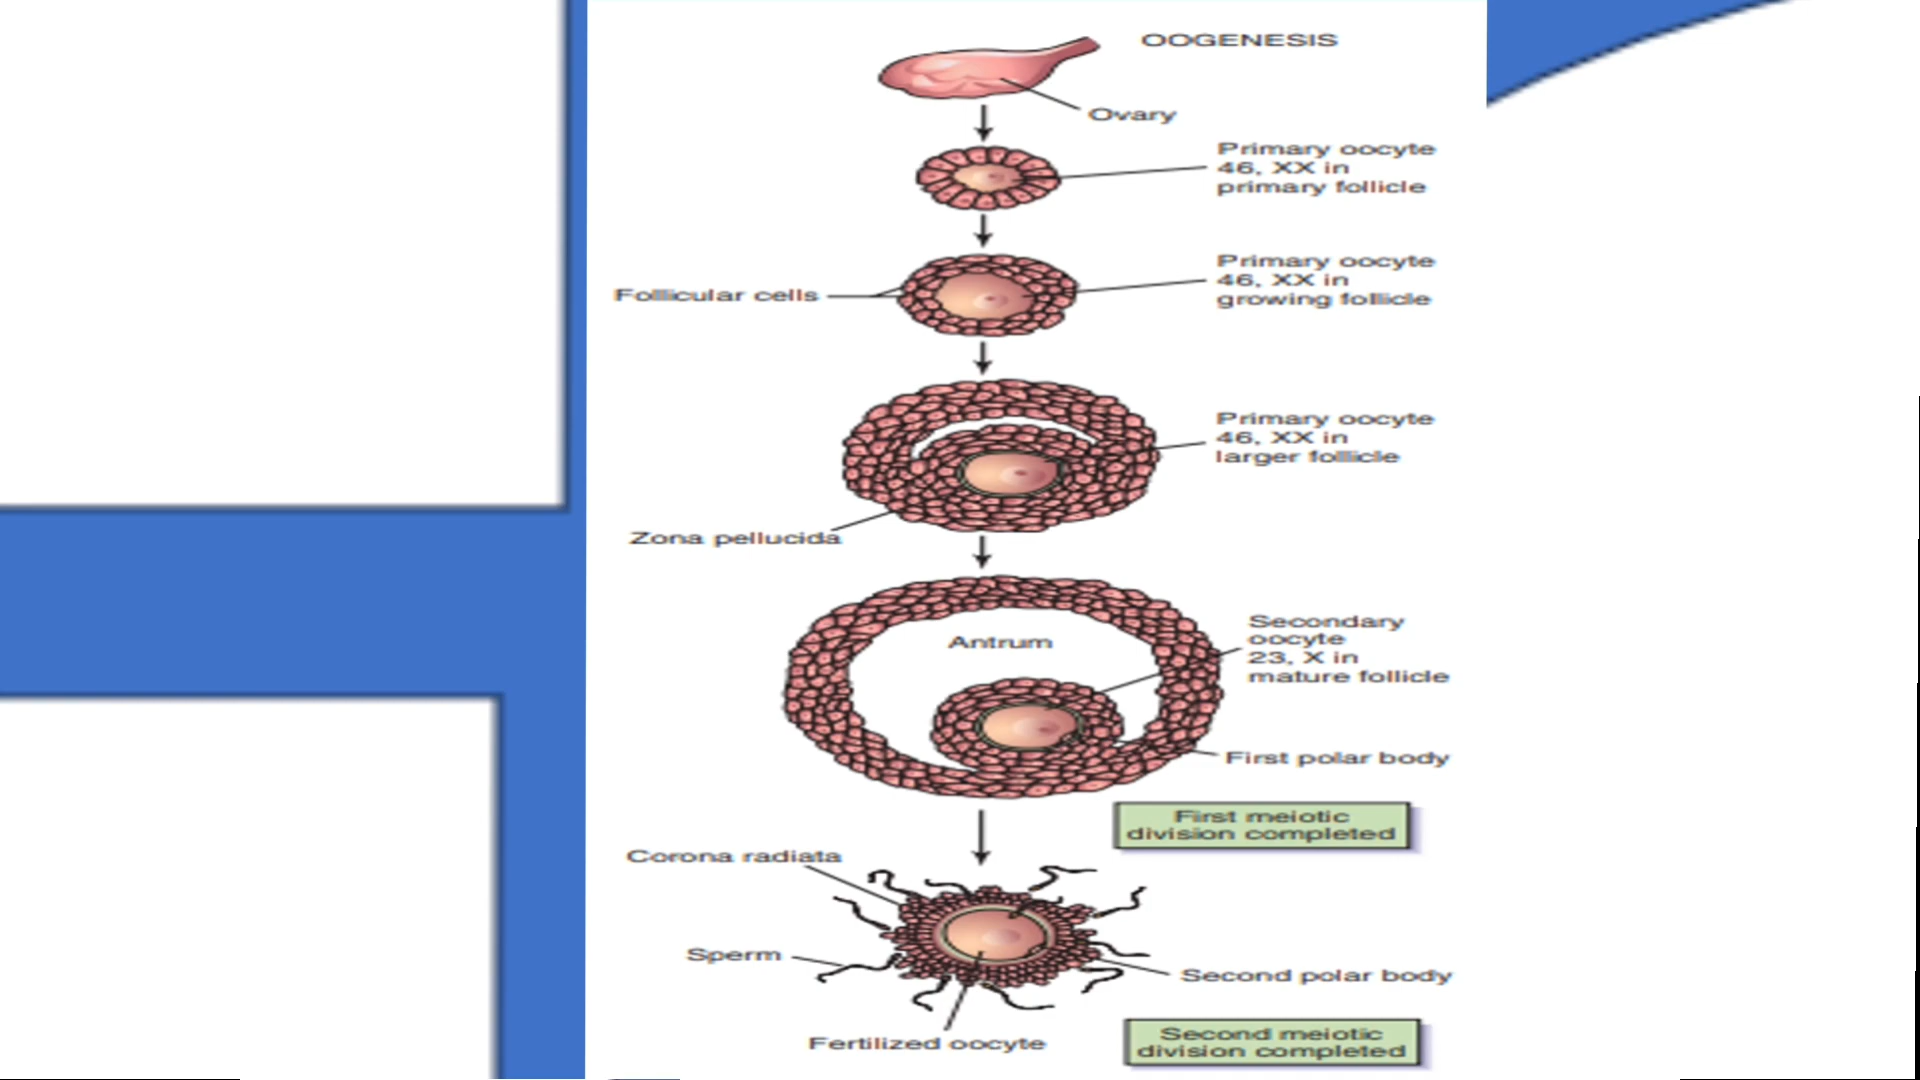 OOGENESIS
Ovary
Primary oocyte
46, XX in
primary follicle
Primary oocyte
46, XX in
growing follicle
Follicular cells
Primary oocyte
46, XX in
larger follicle
Zona pellucida
Secondary
oocyte
23, X in
mature follicle
Antrum
First polar body
First meiotic
division completed
Corona radiata
Sperm
Second polar body
Fertilized oocyte
Second meiotic
division completed